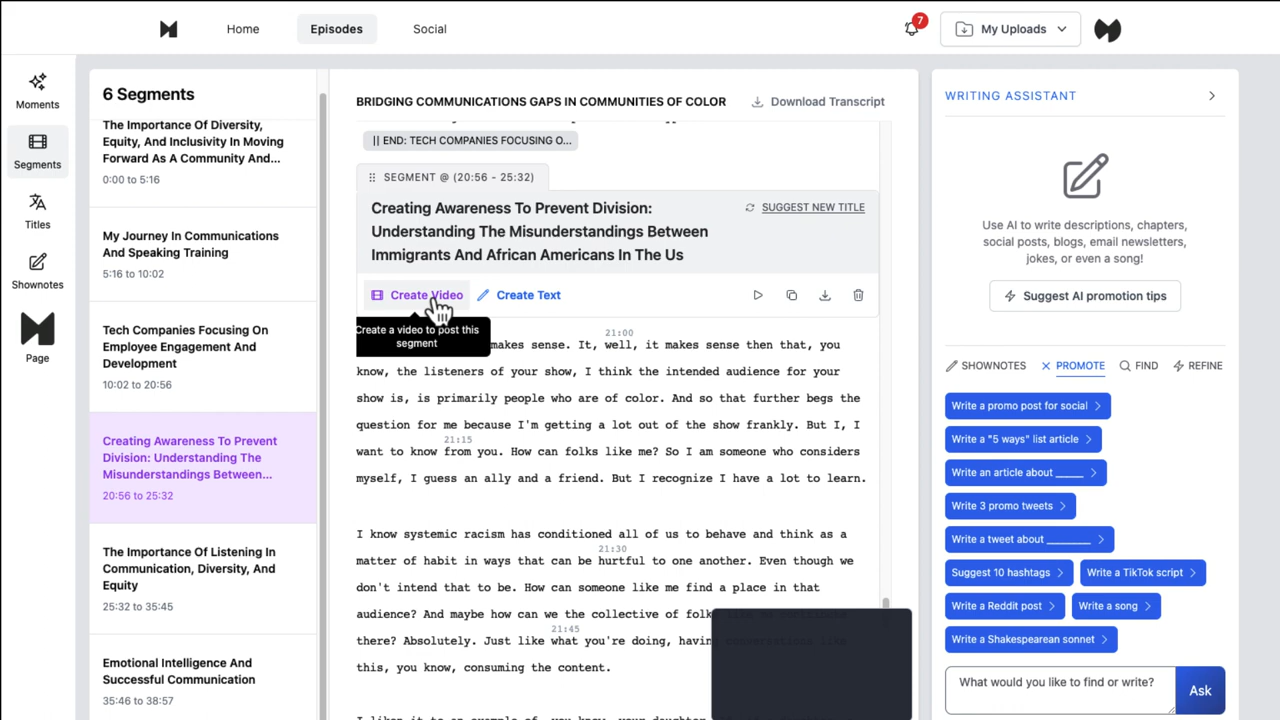 Home
Episodes
Social
7
My Uploads
Moments
Segments
Titles
Shownotes
Page
6 Segments
The Importance Of Diversity,
Equity, And Inclusivity In Moving
Forward As A Community And...
0:00 to 5:16
My Journey In Communications
And Speaking Training
5:16 to 10:02
Tech Companies Focusing On
Employee Engagement And
Development
10:02 to 20:56
Creating Awareness To Prevent
Division: Understanding The
Misunderstandings Between...
20:56 to 25:32
The Importance Of Listening In
Communication, Diversity, And
Equity
25:32 to 35:45
Emotional Intelligence And
Successful Communication
35:46 to 38:57
BRIDGING COMMUNICATIONS GAPS IN COMMUNITIES OF COLOR
Download Transcript
|| END: TECH COMPANIES FOCUSING O...
SEGMENT @ (20:56 - 25:32)
Creating Awareness To Prevent Division:
Understanding The Misunderstandings Between
Immigrants And African Americans In The Us
SUGGEST NEW TITLE
Create Video
Create Text
Create a video to post this
segment
21:00
makes sense. It, well, it makes sense then that, you
know, the listeners of your show, I think the intended audience for your
show is, is primarily people who are of color. And so that further begs the
question for me because I'm getting a lot out of the show frankly. But I, I
21:15
want to know from you. How can folks like me? So I am someone who considers
myself, I guess an ally and a friend. But I recognize I have a lot to learn.
I know systemic racism has conditioned all of us to behave and think as a
21:30
matter of habit in ways that can be hurtful to one another. Even though we
don't intend that to be. How can someone like me find a place in that
audience? And maybe how can we the collective of folk
21:45
there? Absolutely. Just like what you're doing, havin
this, you know, consuming the content.
WRITING ASSISTANT
Use AI to write descriptions, chapters,
social posts, blogs, email newsletters,
jokes, or even a song!
Suggest AI promotion tips
SHOWNOTES
PROMOTE
FIND
REFINE
Write a promo post for social
Write a "5 ways" list article
Write an article about _____
Write 3 promo tweets
Write a tweet about ________
Suggest 10 hashtags
Write a TikTok script
Write a Reddit post
Write a song
Write a Shakespearean sonnet
What would you like to find or write?
Ask